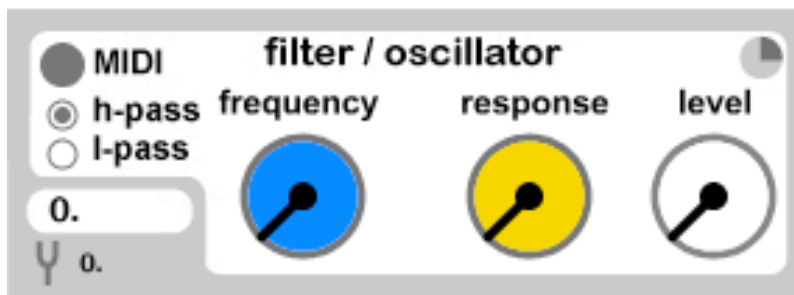 MIDI
filter / oscillator
h-pass
l-pass
frequency
response
level
0.
0.